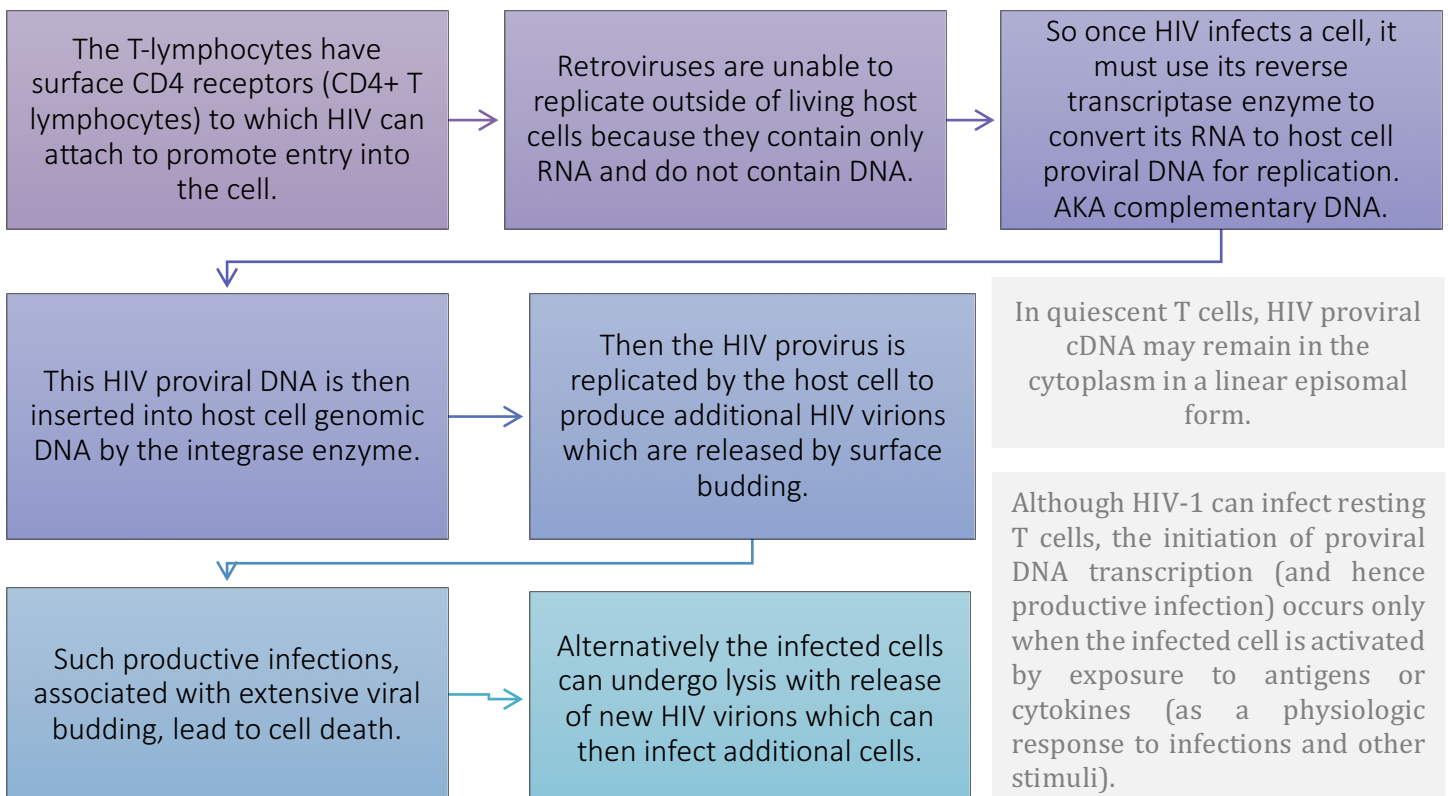 The T-lymphocytes have
surface CD4 receptors (CD4+ T
lymphocytes) to which HIV can
attach to promote entry into
the cell.
Retroviruses are unable to
replicate outside of living host
cells because they contain only
RNA and do not contain DNA.
So once HIV infects a cell, it
must use its reverse
transcriptase enzyme to
convert its RNA to host cell
proviral DNA for replication.
AKA complementary DNA.
This HIV proviral DNA is then
inserted into host cell genomic
DNA by the integrase enzyme.
Then the HIV provirus is
replicated by the host cell to
produce additional HIV virions
which are released by surface
budding.
In quiescent T cells, HIV proviral
cDNA may remain in the
cytoplasm in a linear episomal
form.
Such productive infections,
associated with extensive viral
budding, lead to cell death.
Alternatively the infected cells
can undergo lysis with release
of new HIV virions which can
then infect additional cells.
Although HIV-1 can infect resting
T cells, the initiation of proviral
DNA transcription (and hence
productive infection) occurs only
when the infected cell is activated
by exposure to antigens or
cytokines (as a physiologic
response to infections and other
stimuli).